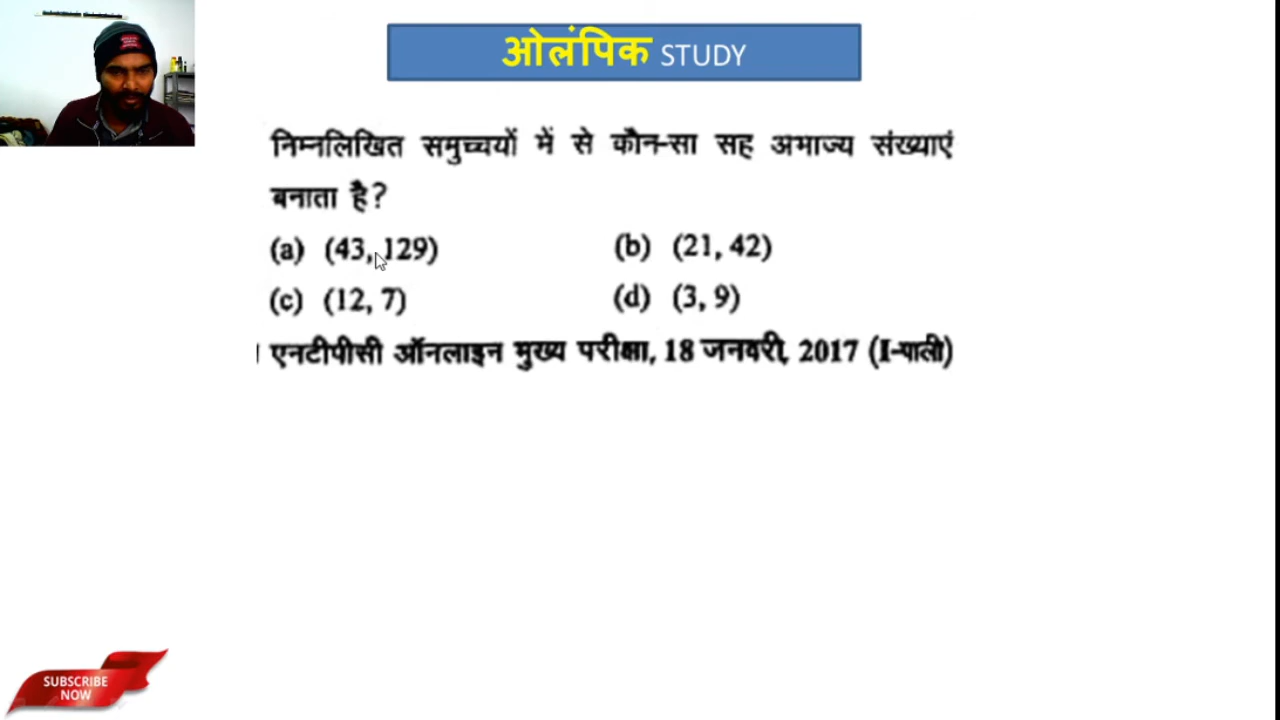 ओलंपिक STUDY
निम्नलिखित समुच्चयों में से कौन-सा सह अभाज्य संख्याएं
बनाता है?
(a) (43, 129) (b) (21, 42)
(c) (12, 7) (d) (3, 9)
एनटीपीसी ऑनलाइन मुख्य परीक्षा, 18 जनवरी, 2017 (I-पाली)
SUBSCRIBE
NOW